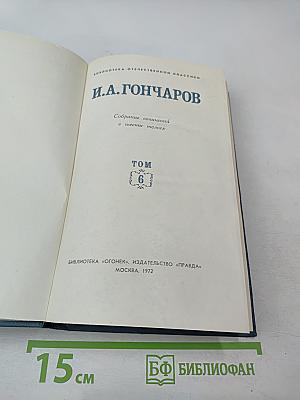 БИБЛИОТЕКА ОТЕЧЕСТВЕННОЙ КЛАССИКИ
И.А.ГОНЧАРОВ
Собрание сочинений
в шести томах
ТОМ
6
БИБЛИОТЕКА «ОГОНЕК». ИЗДАТЕЛЬСТВО «ПРАВДА»
МОСКВА, 1972
15 см
БФ БИБЛИОФАН